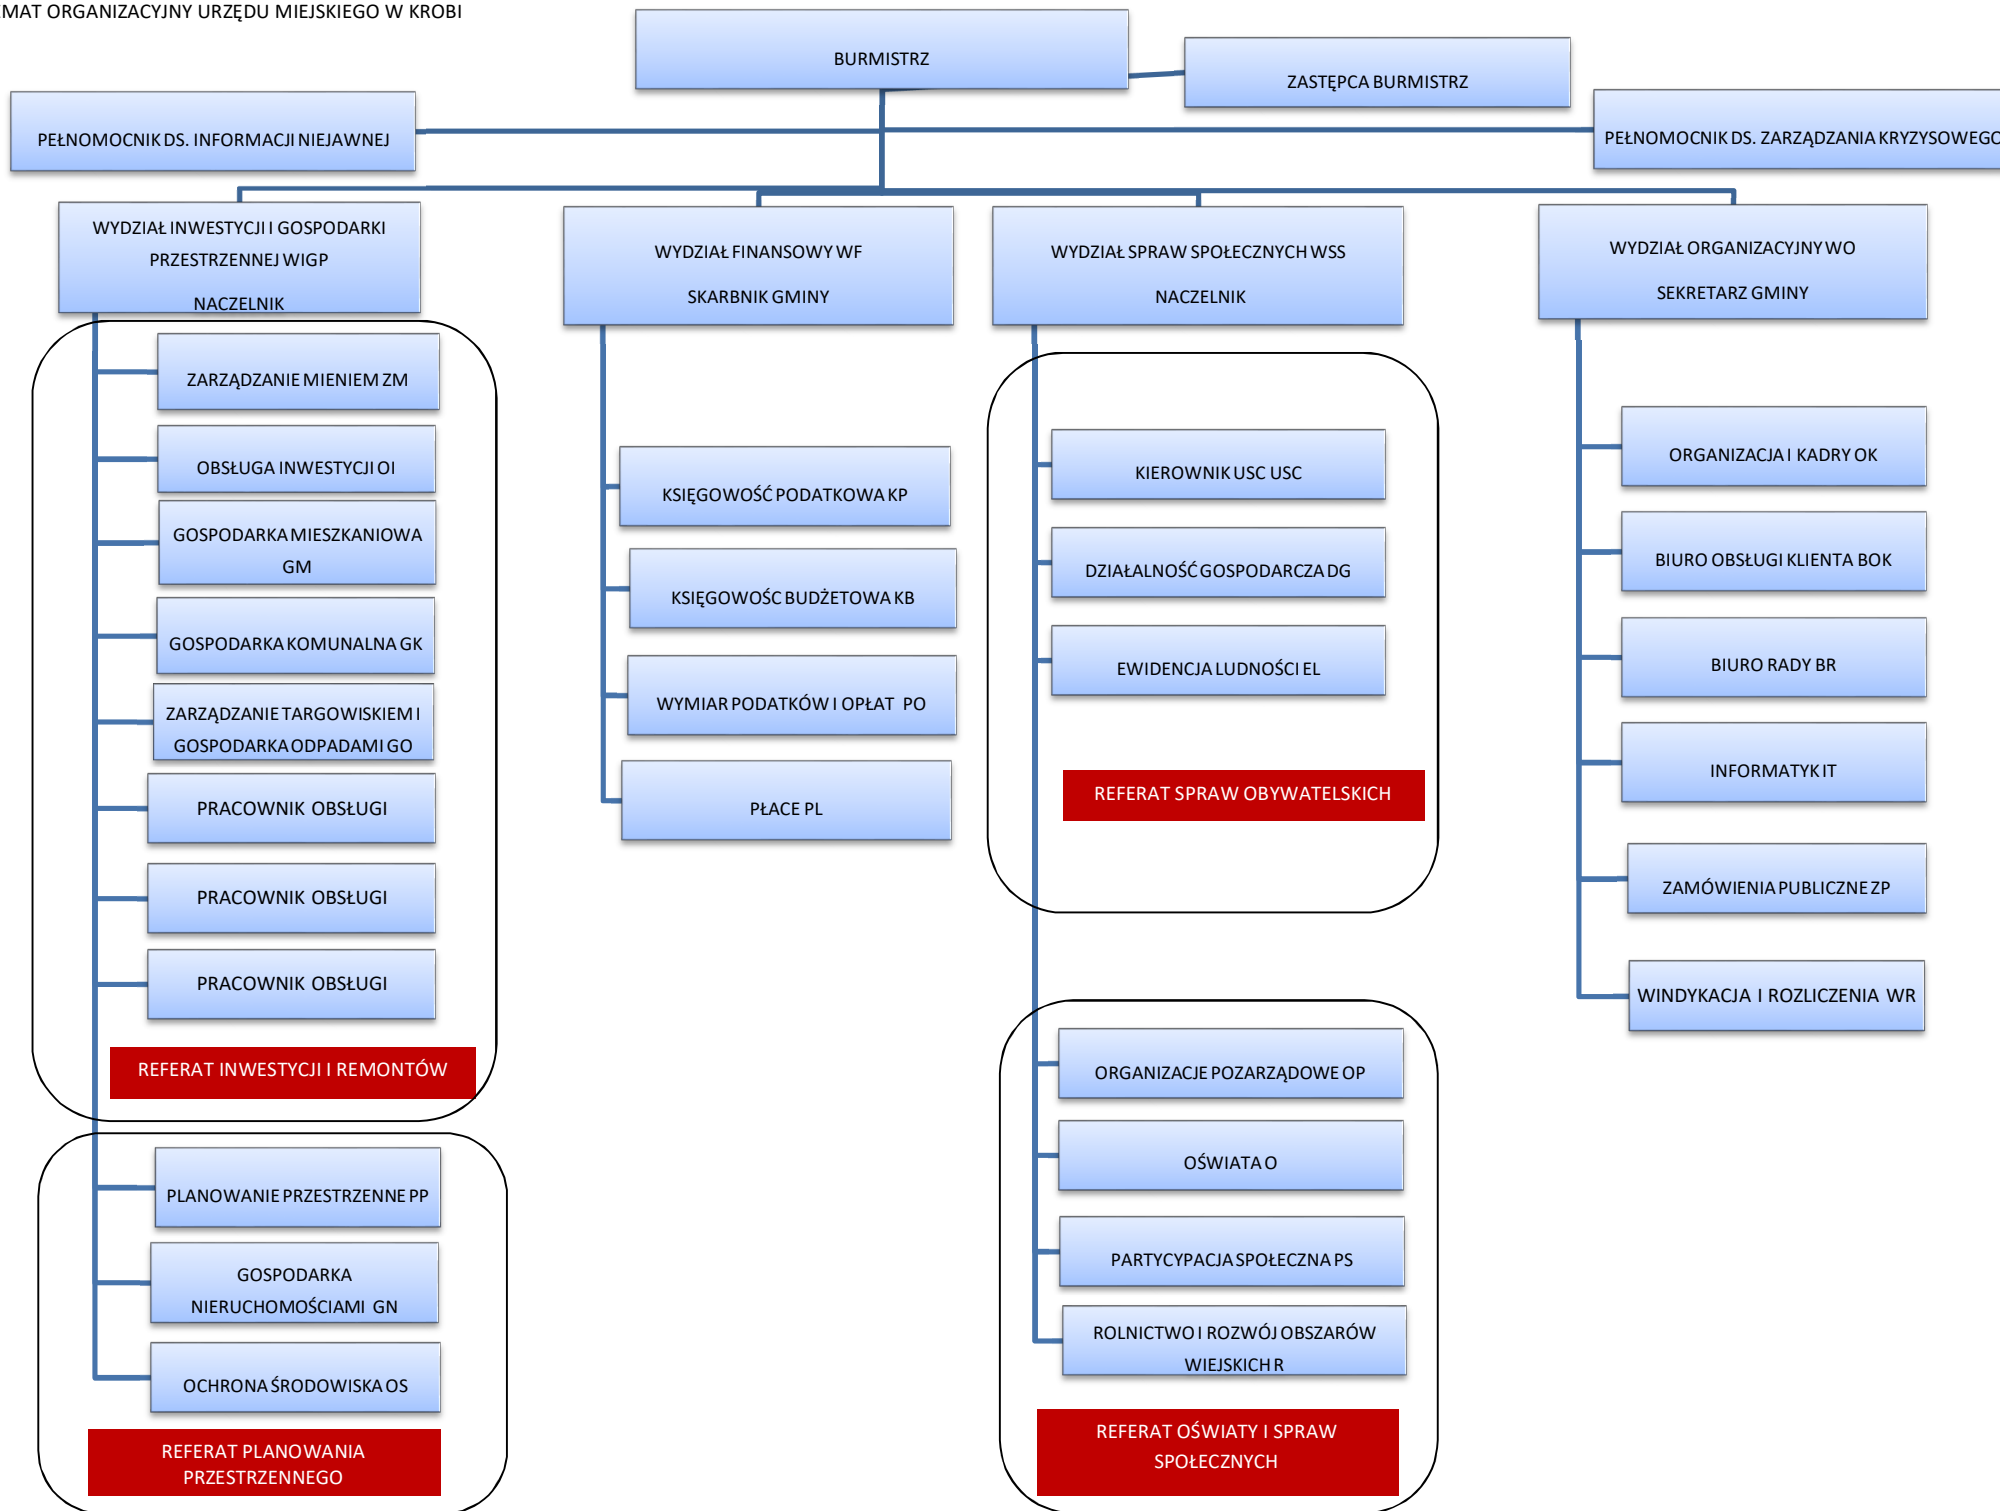 EMAT ORGANIZACYJNY URZĘDU MIEJSKIEGO W KROBI
BURMISTRZ
ZASTĘPCA BURMISTRZ
PEŁNOMOCNIK DS. INFORMACJI NIEJAWNEJ
PEŁNOMOCNIK DS. ZARZĄDZANIA KRYZYSOWEGO
WYDZIAŁ INWESTYCJI I GOSPODARKI
PRZESTRZENNEJ WIGP
NACZELNIK
ZARZĄDZANIE MIENIEM ZM
OBSŁUGA INWESTYCJI OI
GOSPODARKA MIESZKANIOWA
GM
GOSPODARKA KOMUNALNA GK
ZARZĄDZANIE TARGOWISKIEM I
GOSPODARKA ODPADAMI GO
PRACOWNIK OBSŁUGI
PRACOWNIK OBSŁUGI
PRACOWNIK OBSŁUGI
REFERAT INWESTYCJI I REMONTÓW
PLANOWANIE PRZESTRZENNE PP
GOSPODARKA
NIERUCHOMOŚCIAMI GN
OCHRONA ŚRODOWISKA OS
REFERAT PLANOWANIA
PRZESTRZENNEGO
WYDZIAŁ FINANSOWY WF
SKARBNIK GMINY
KSIĘGOWOŚĆ PODATKOWA KP
KSIĘGOWOŚC BUDŻETOWA KB
WYMIAR PODATKÓW I OPŁAT PO
PŁACE PL
WYDZIAŁ SPRAW SPOŁECZNYCH WSS
NACZELNIK
KIEROWNIK USC USC
DZIAŁALNOŚĆ GOSPODARCZA DG
EWIDENCJA LUDNOŚCI EL
REFERAT SPRAW OBYWATELSKICH
ORGANIZACJE POZARZĄDOWE OP
OŚWIATA O
PARTYCYPACJA SPOŁECZNA PS
ROLNICTWO I ROZWÓJ OBSZARÓW
WIEJSKICH R
REFERAT OŚWIATY I SPRAW
SPOŁECZNYCH
WYDZIAŁ ORGANIZACYJNY WO
SEKRETARZ GMINY
ORGANIZACJA I KADRY OK
BIURO OBSŁUGI KLIENTA BOK
BIURO RADY BR
INFORMATYK IT
ZAMÓWIENIA PUBLICZNE ZP
WINDYKACJA I ROZLICZENIA WR